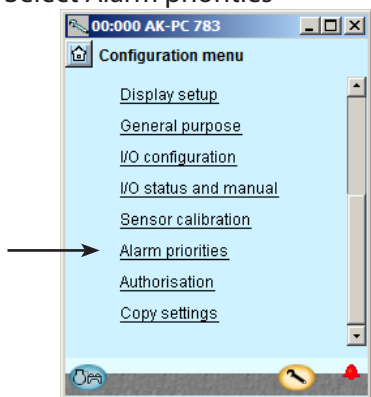 Select Alarm priorities
00:000 AK-PC 783
Configuration menu
Display setup
General purpose
I/O configuration
I/O status and manual
Sensor calibration
Alarm priorities
Authorisation
Copy settings